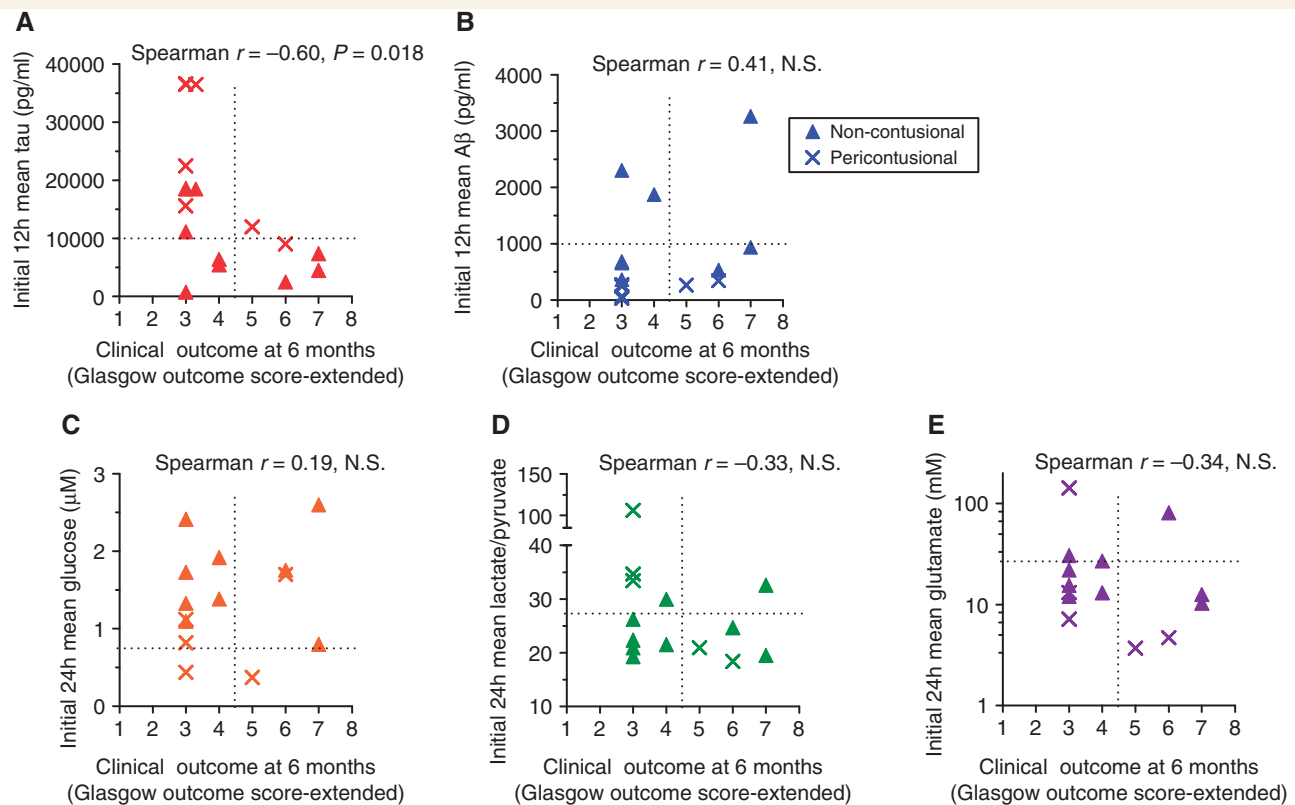 A
Spearman r = –0.60, P = 0.018
Initial 12h mean tau (pg/ml)
40000
30000
20000
10000
0
1 2 3 4 5 6 7 8
Clinical outcome at 6 months
(Glasgow outcome score-extended)
B
Spearman r = 0.41, N.S.
Initial 12h mean Aβ (pg/ml)
4000
3000
2000
1000
0
1 2 3 4 5 6 7 8
Clinical outcome at 6 months
(Glasgow outcome score-extended)
Non-contusional
Pericontusional
C
Spearman r = 0.19, N.S.
Initial 24h mean glucose (μM)
3
2
1
0
1 2 3 4 5 6 7 8
Clinical outcome at 6 months
(Glasgow outcome score-extended)
D
Spearman r = –0.33, N.S.
Initial 24h mean lactate/pyruvate
150
100
40
30
20
10
1 2 3 4 5 6 7 8
Clinical outcome at 6 months
(Glasgow outcome score-extended)
E
Spearman r = –0.34, N.S.
Initial 24h mean glutamate (mM)
100
10
1
1 2 3 4 5 6 7 8
Clinical outcome at 6 months
(Glasgow outcome score-extended)